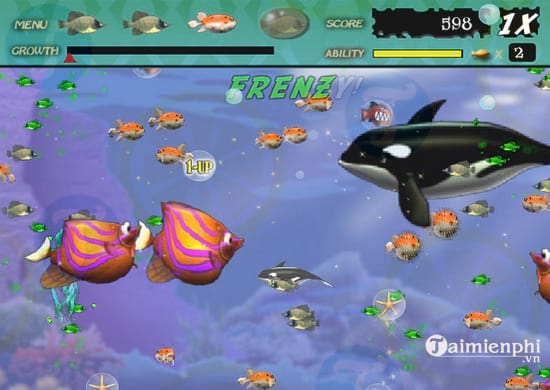 MENU
SCORE 598 1X
GROWTH
ABILITY x 2
FRENZY!
1-UP
Taimienphi
.vn